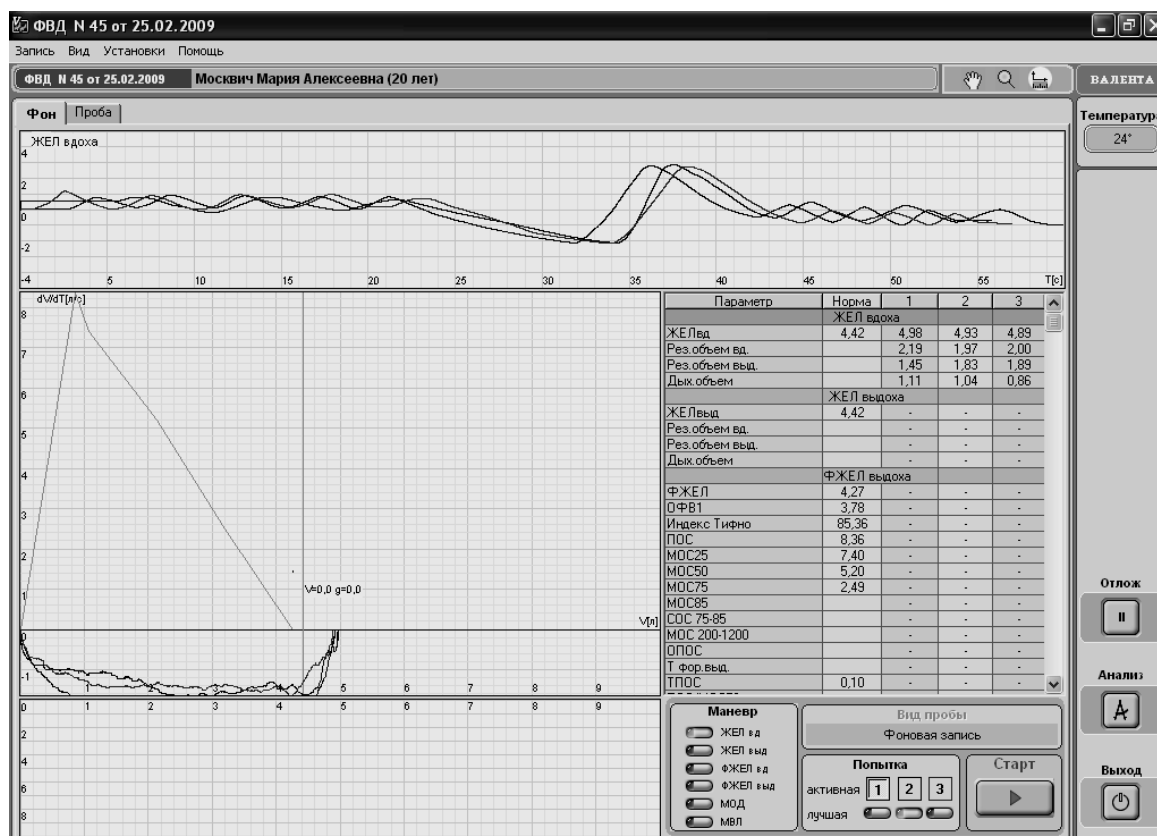 ФВД N 45 от 25.02.2009
Запись Вид Установки Помощь
ФВД N 45 от 25.02.2009 Москвич Мария Алексеевна (20 лет)
ВАЛЕНТА
Фон Проба
Температура
24°
ЖЕЛ вдоха
4
2
0
-2
-4 5 10 15 20 25 30 35 40 45 50 55 T[с]
dV/dT[л/с]
8
7
6
5
4
3
2
1
V=0,0 g=0,0
V[л]
0
-1
1 2 3 4 5 6 7 8 9
0 1 2 3 4 5 6 7 8 9
2
4
6
8
Параметр Норма 1 2 3
ЖЕЛ вдоха
ЖЕЛвд 4,42 4,98 4,93 4,89
Рез.объем вд. 2,19 1,97 2,00
Рез.объем выд. 1,45 1,83 1,89
Дых.объем 1,11 1,04 0,86
ЖЕЛ выдоха
ЖЕЛвыд 4,42 - - -
Рез.объем вд. - - -
Рез.объем выд. - - -
Дых.объем - - -
ФЖЕЛ выдоха
ФЖЕЛ 4,27 - - -
ОФВ1 3,78 - - -
Индекс Тифно 85,36 - - -
ПОС 8,36 - - -
МОС25 7,40 - - -
МОС50 5,20 - - -
МОС75 2,49 - - -
МОС85 - - -
СОС 75-85 - - -
МОС 200-1200 - - -
ОПОС - - -
Т фор.выд. - - -
ТПОС 0,10 - - -
Маневр
ЖЕЛ вд
ЖЕЛ выд
ФЖЕЛ вд
ФЖЕЛ выд
МОД
МВЛ
Вид пробы
Фоновая запись
Попытка
активная 1 2 3
лучшая
Старт
Отлож
Анализ
Выход